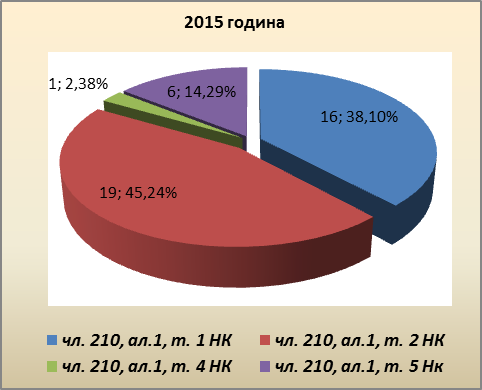 2015 година
1; 2,38%
6; 14,29%
16; 38,10%
19; 45,24%
чл. 210, ал.1, т. 1 НК
чл. 210, ал.1, т. 2 НК
чл. 210, ал.1, т. 4 НК
чл. 210, ал.1, т. 5 Нк